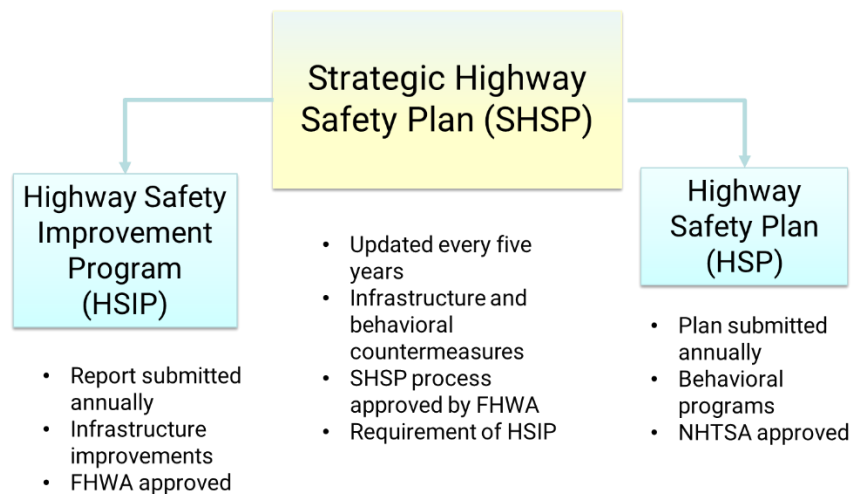 Strategic Highway
Safety Plan (SHSP)
Highway Safety
Improvement
Program
(HSIP)
• Report submitted
annually
• Infrastructure
improvements
• FHWA approved
• Updated every five
years
• Infrastructure and
behavioral
countermeasures
• SHSP process
approved by FHWA
• Requirement of HSIP
Highway
Safety Plan
(HSP)
• Plan submitted
annually
• Behavioral
programs
• NHTSA approved